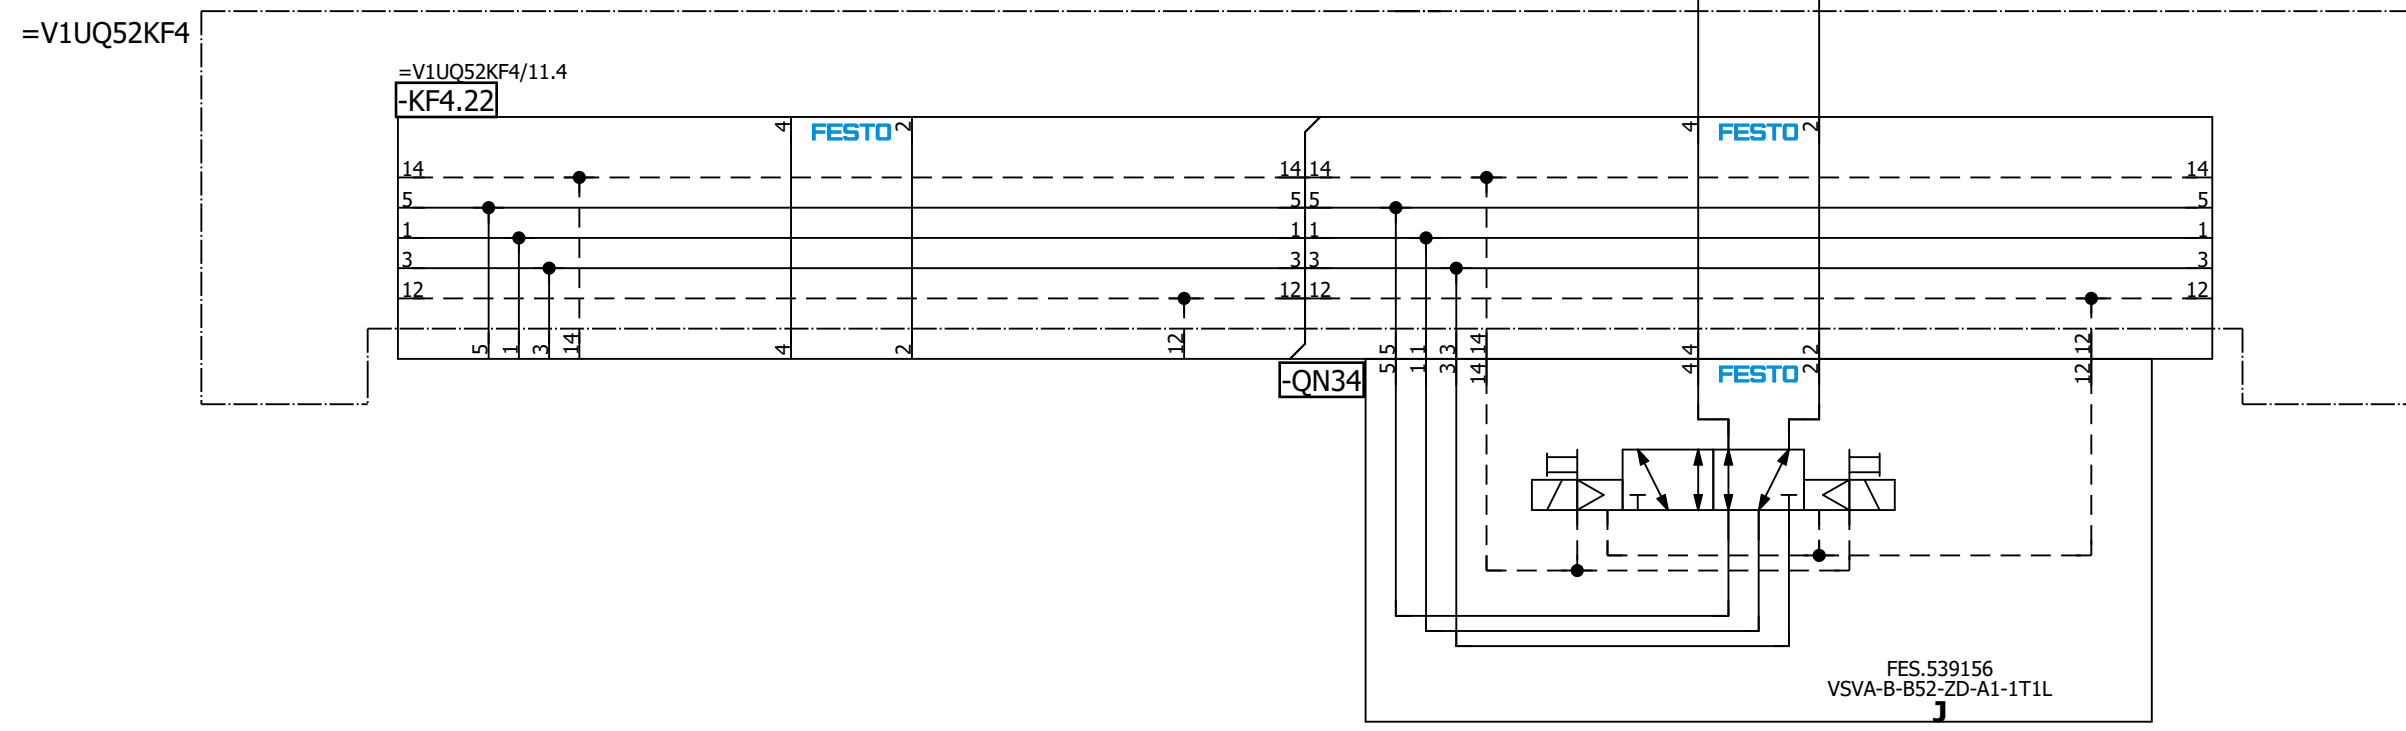 =V1UQ52KF4
=V1UQ52KF4/11.4
-KF4.22
4 FESTO 2 4 FESTO 2
14 14 14 14
5 5 5 5
1 1 1 1
3 3 3 3
12 12 12 12
5 1 3 14 4 2 12 5 1 3 14 4 2 12
-QN34 5 1 3 14 4 FESTO 2 12
FES.539156
VSVA-B-B52-ZD-A1-1T1L
J